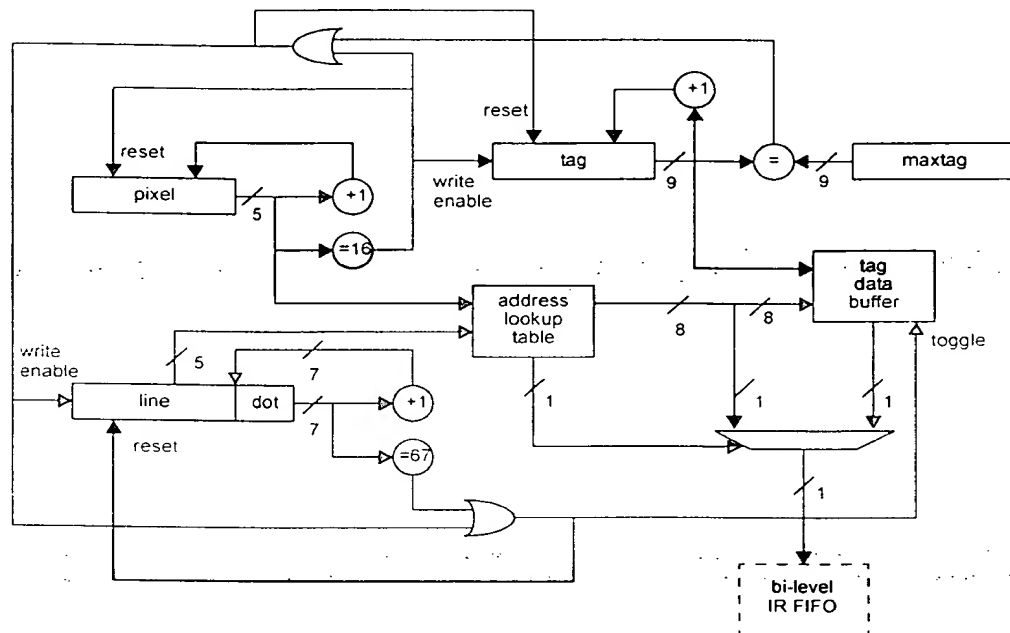 reset
+1
reset
tag
=
maxtag
9
9
write
enable
pixel
5
+1
=16
address
lookup
table
8
8
tag
data
buffer
toggle
write
enable
5
7
line
dot
7
+1
1
1
1
reset
=67
1
bi-level
IR FIFO